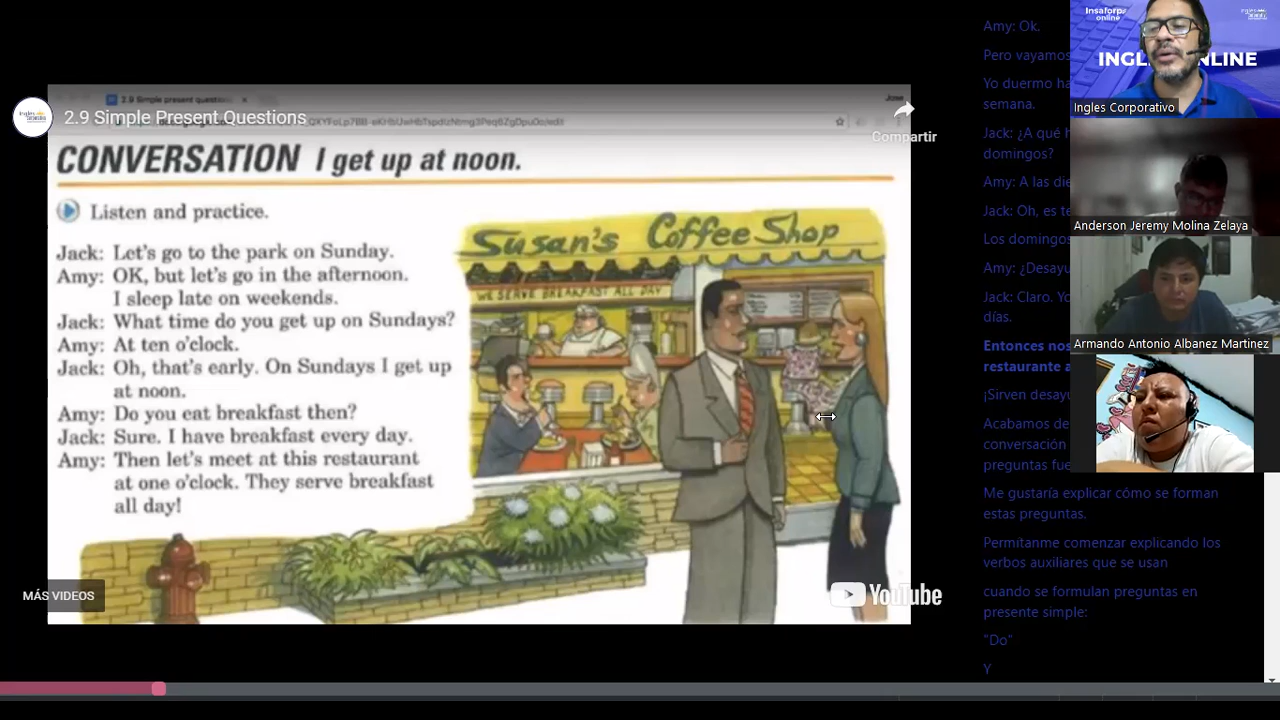 2.9 Simple Present Questions
Compartir
CONVERSATION I get up at noon.
Listen and practice.
Jack: Let's go to the park on Sunday.
Amy: OK, but let's go in the afternoon.
I sleep late on weekends.
Jack: What time do you get up on Sundays?
Amy: At ten o'clock.
Jack: Oh, that's early. On Sundays I get up
at noon.
Amy: Do you eat breakfast then?
Jack: Sure. I have breakfast every day.
Amy: Then let's meet at this restaurant
at one o'clock. They serve breakfast
all day!
Susan's Coffee Shop
WE SERVE BREAKFAST ALL DAY
MÁS VIDEOS
YouTube
Amy: Ok.
Pero vayamos
Yo duermo ha
semana.
Jack: ¿A qué h
domingos?
Amy: A las die
Jack: Oh, es te
Los domingos
Amy: ¿Desayu
Jack: Claro. Yo
días.
Entonces nos
restaurante a
¡Sirven desayu
Acabamos de
conversación
preguntas fue
Me gustaría explicar cómo se forman
estas preguntas.
Permítanme comenzar explicando los
verbos auxiliares que se usan
cuando se formulan preguntas en
presente simple:
"Do"
Y
Insaforp
online
INGL NLINE
Ingles Corporativo
Anderson Jeremy Molina Zelaya
Armando Antonio Albanez Martinez